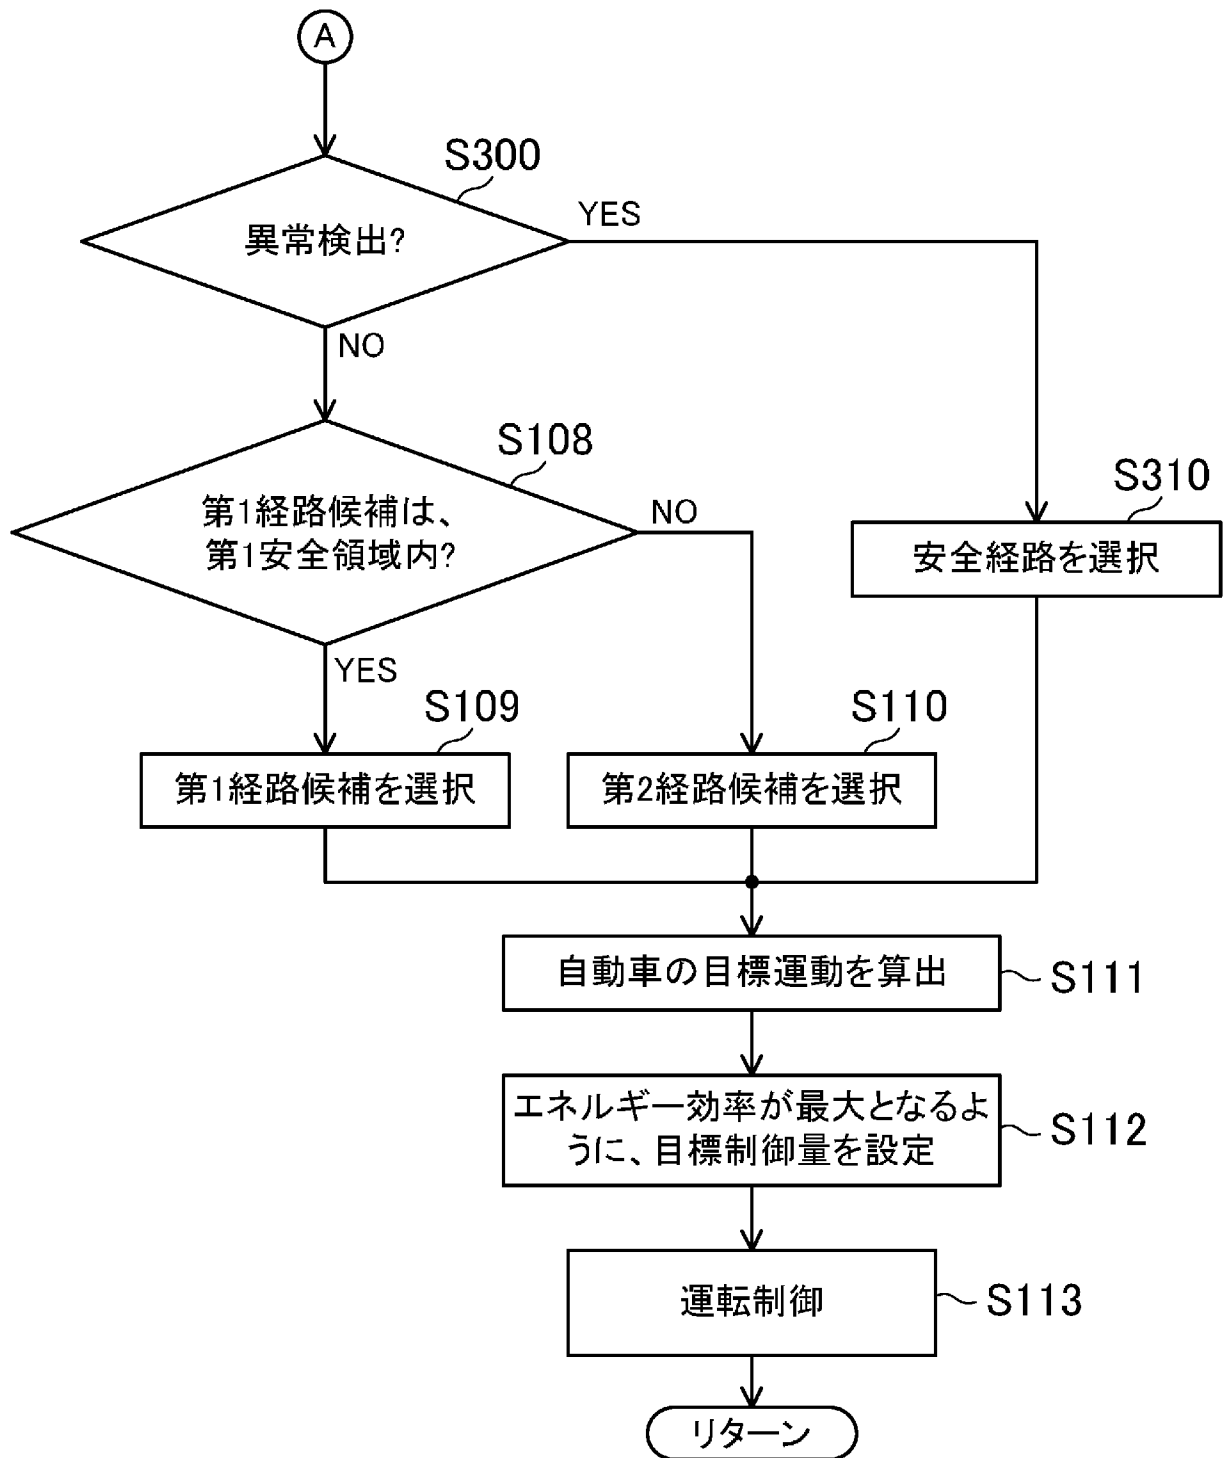 A
S300
異常検出?
YES
NO
S108
第1経路候補は、
第1安全領域内?
NO
S310
安全経路を選択
YES
S109
第1経路候補を選択
S110
第2経路候補を選択
自動車の目標運動を算出
S111
エネルギー効率が最大となるよ
うに、目標制御量を設定
S112
運転制御
S113
リターン